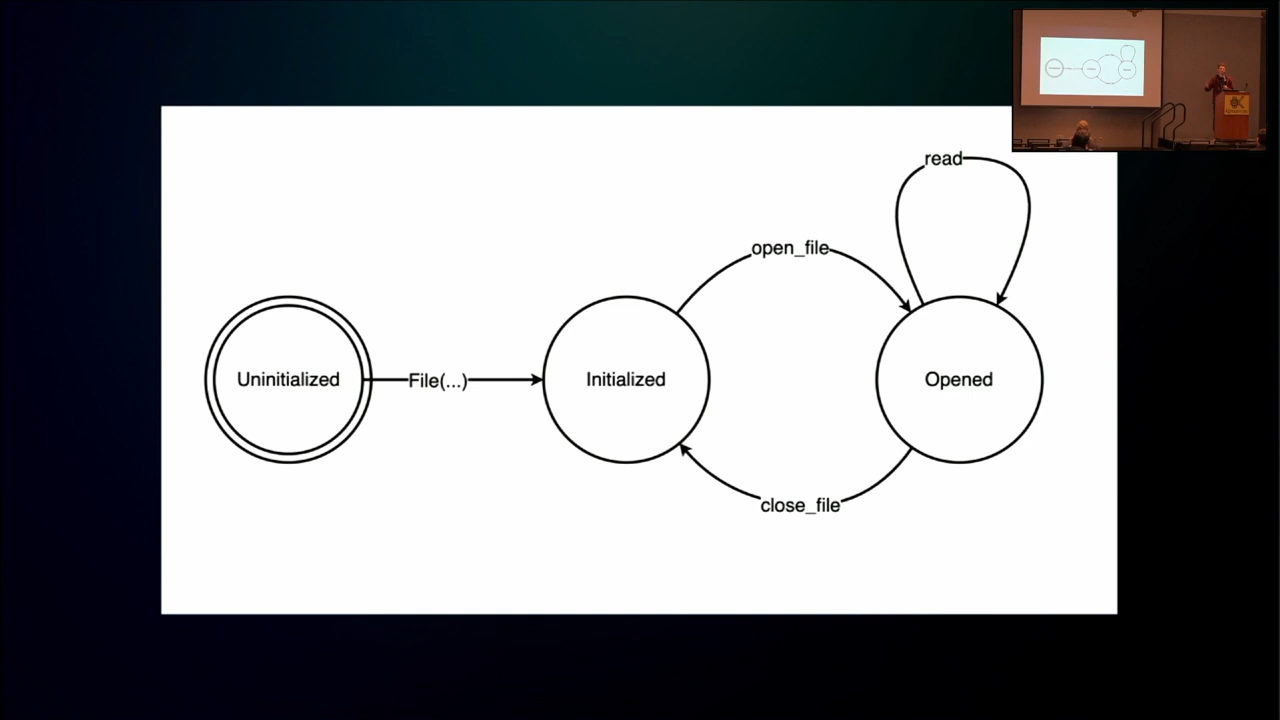 read
open_file
Uninitialized
File(...)
Initialized
Opened
close_file